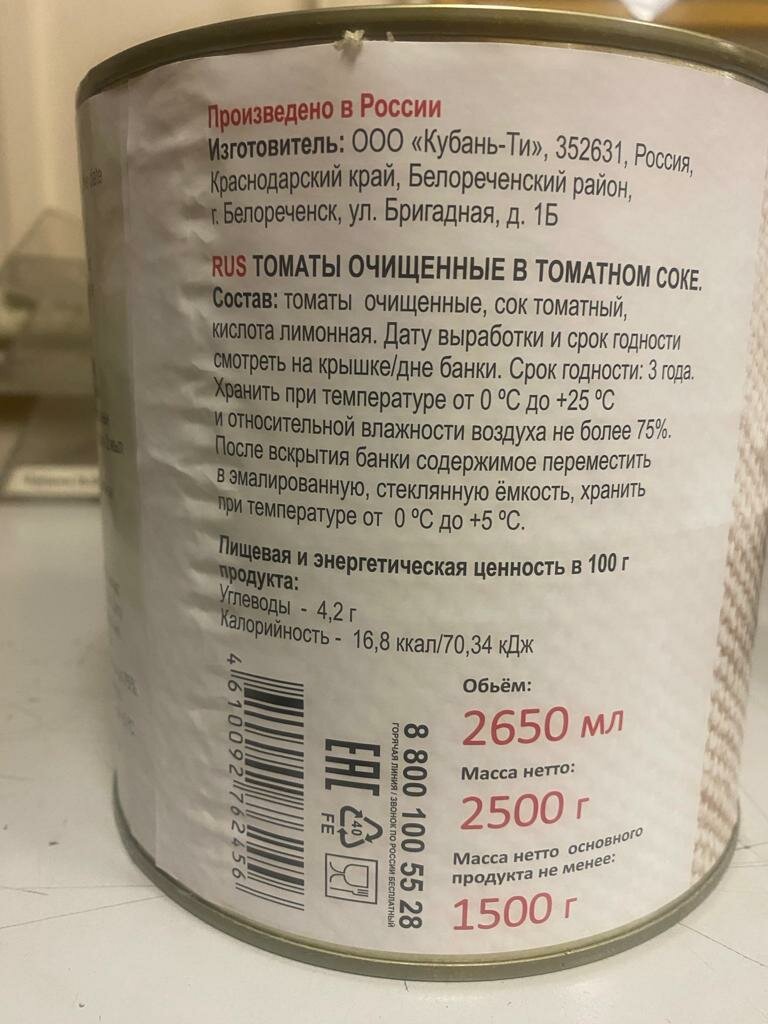 Произведено в России
Изготовитель: ООО «Кубань-Ти», 352631, Россия,
Краснодарский край, Белореченский район,
г. Белореченск, ул. Бригадная, д. 1Б
RUS ТОМАТЫ ОЧИЩЕННЫЕ В ТОМАТНОМ СОКЕ.
Состав: томаты очищенные, сок томатный,
кислота лимонная. Дату выработки и срок годности
смотреть на крышке/дне банки. Срок годности: 3 года.
Хранить при температуре от 0 ºС до +25 ºС
и относительной влажности воздуха не более 75%.
После вскрытия банки содержимое переместить
в эмалированную, стеклянную ёмкость, хранить
при температуре от 0 ºС до +5 ºС.
Пищевая и энергетическая ценность в 100 г
продукта:
Углеводы - 4,2 г
Калорийность - 16,8 ккал/70,34 кДж
4 610092 762456
EAC
40
FE
ГОРЯЧАЯ ЛИНИЯ / ЗВОНОК ПО РОССИИ БЕСПЛАТНЫЙ
8 800 100 55 28
Обьём:
2650 мл
Масса нетто:
2500 г
Масса нетто основного
продукта не менее:
1500 г